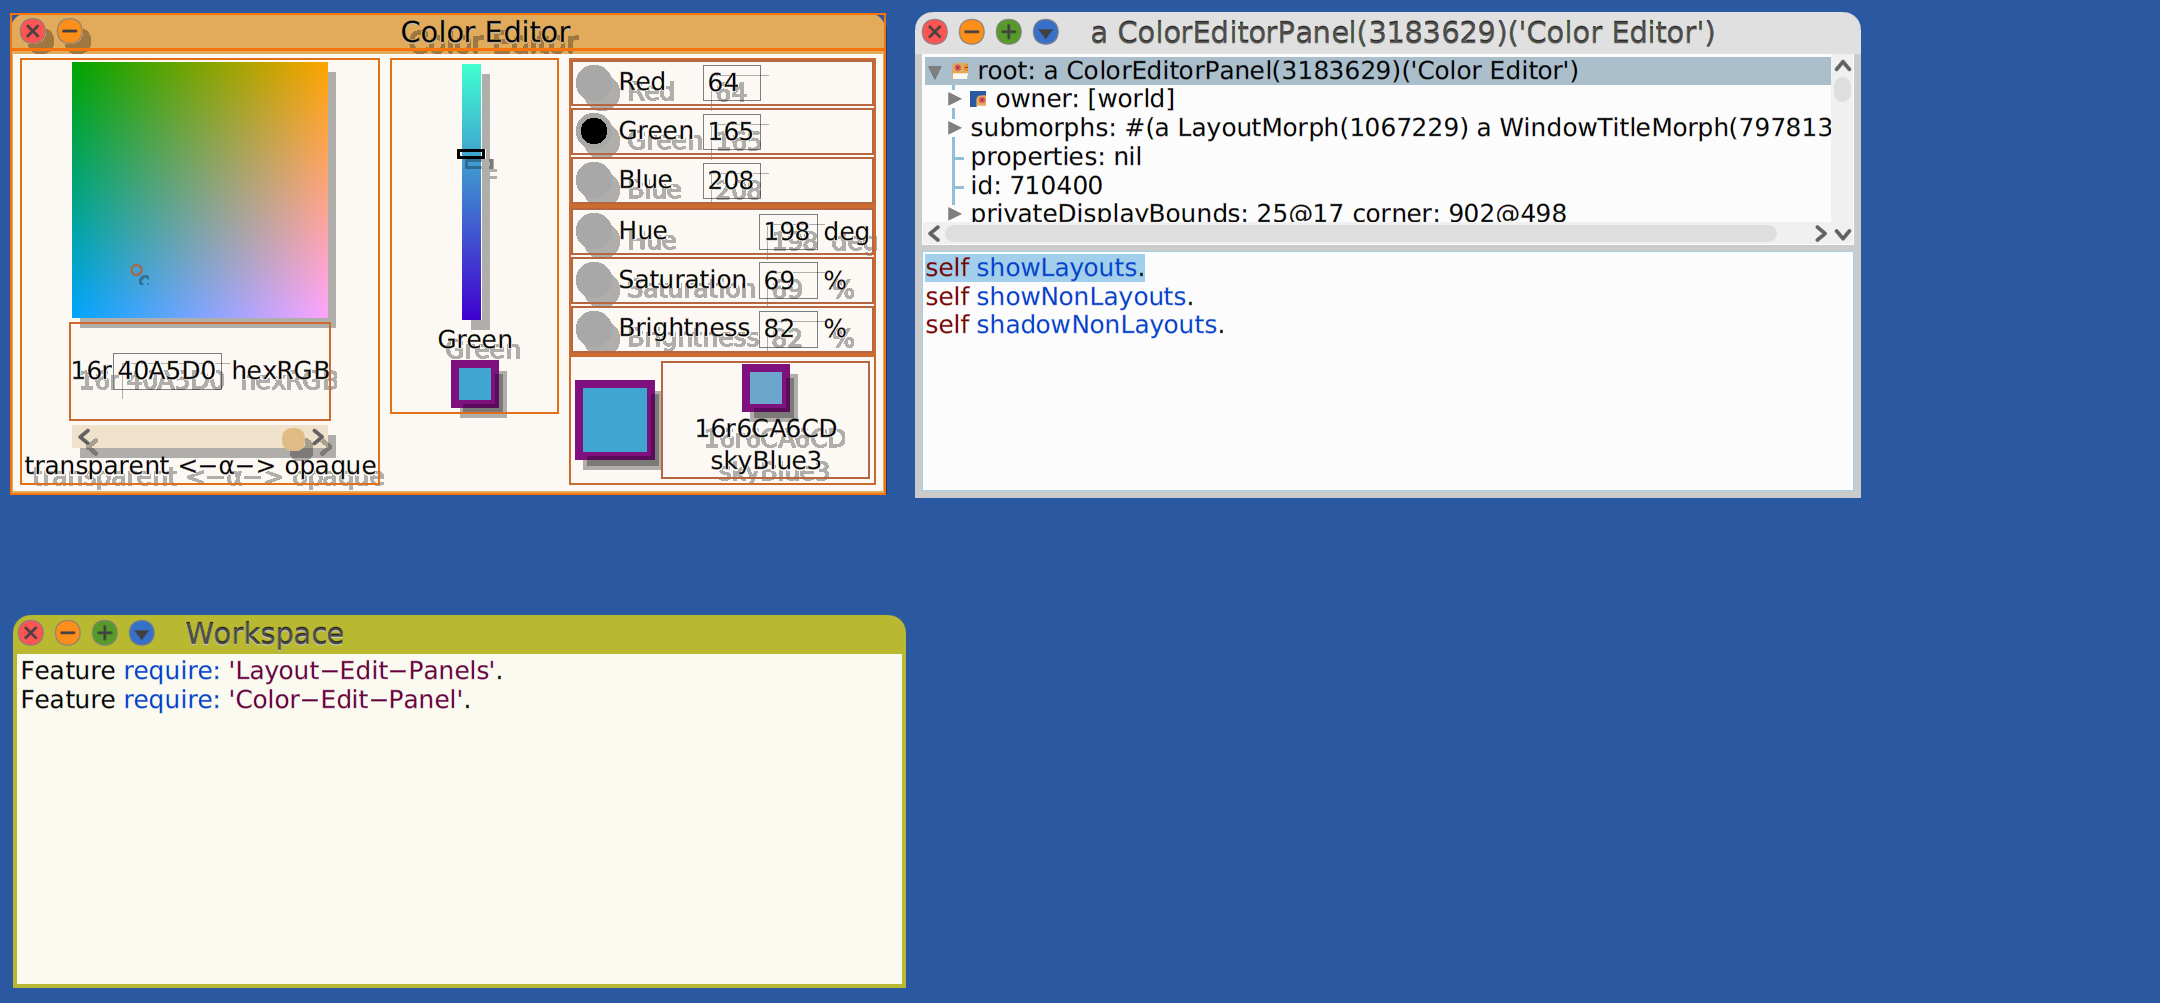 Color Editor
Red 64
Green 165
Blue 208
Hue 198 deg
Saturation 69 %
Brightness 82 %
16r 40A5D0 hexRGB
transparent <−α−> opaque
Green
16r6CA6CD
skyBlue3
a ColorEditorPanel(3183629)('Color Editor')
root: a ColorEditorPanel(3183629)('Color Editor')
owner: [world]
submorphs: #(a LayoutMorph(1067229) a WindowTitleMorph(797813
properties: nil
id: 710400
privateDisplayBounds: 25@17 corner: 902@498
self showLayouts.
self showNonLayouts.
self shadowNonLayouts.
Workspace
Feature require: 'Layout−Edit−Panels'.
Feature require: 'Color−Edit−Panel'.